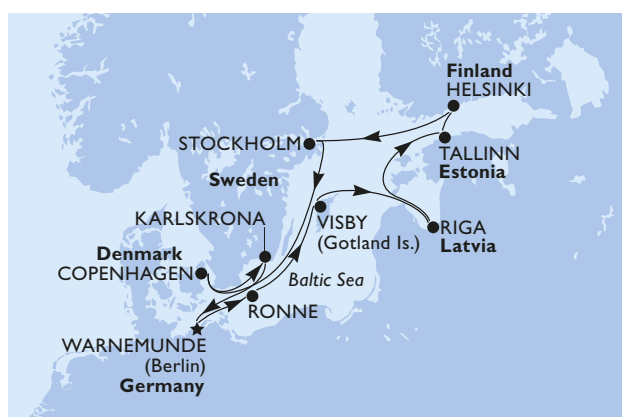 Finland
HELSINKI
STOCKHOLM
TALLINN
Estonia
Sweden
KARLSKRONA
VISBY
(Gotland Is.)
RIGA
Latvia
Denmark
COPENHAGEN
Baltic Sea
RONNE
WARNEMUNDE
(Berlin)
Germany